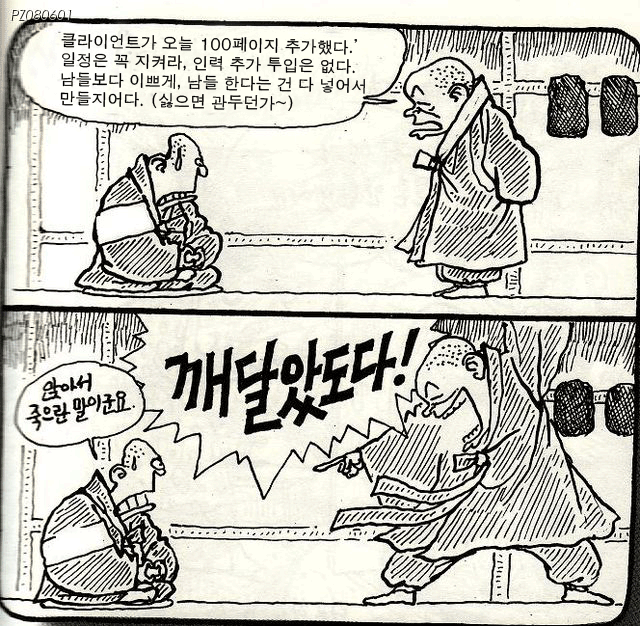 PZ080601
클라이언트가 오늘 100페이지 추가했다.'
일정은 꼭 지켜라, 인력 추가 투입은 없다.
남들보다 이쁘게, 남들 한다는 건 다 넣어서
만들지어다. (싫으면 관두던가~)
깨달았도다!
앉아서
죽으란 말이군요.